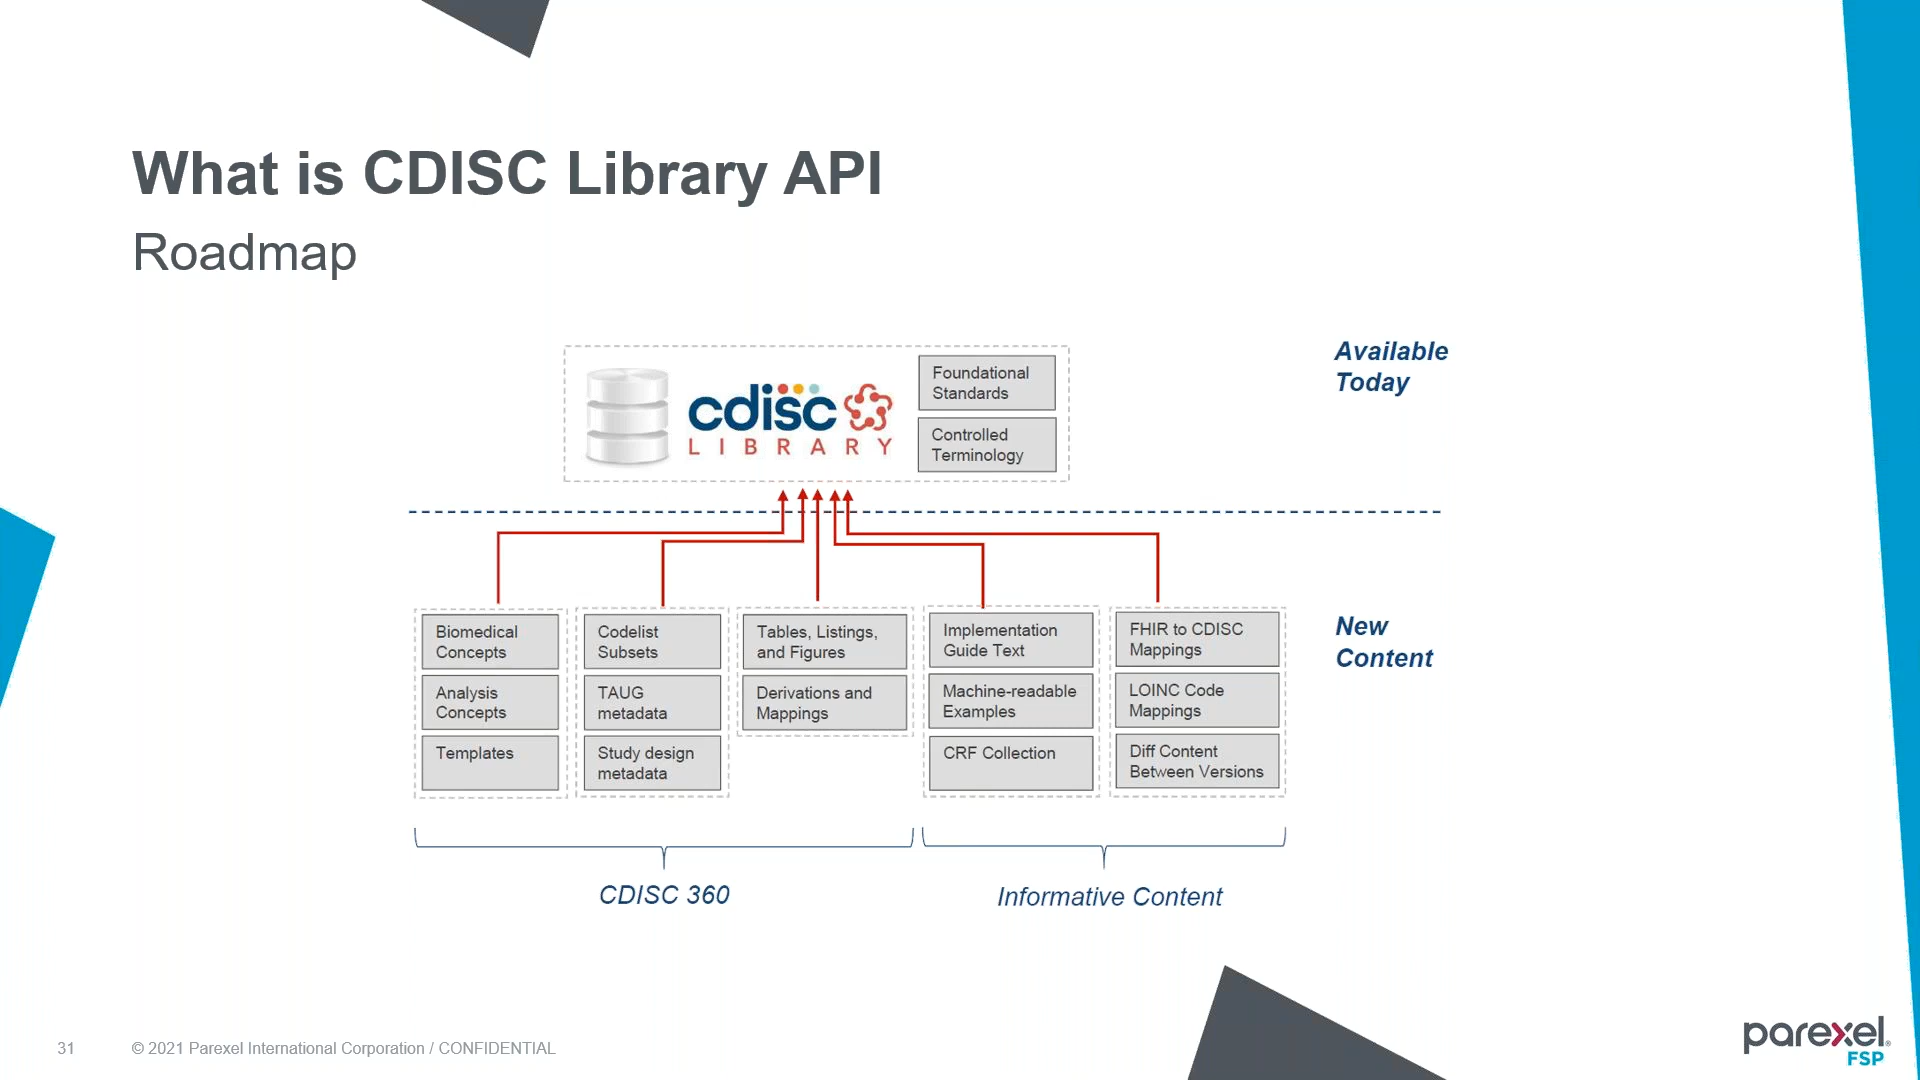 What is CDISC Library API
Roadmap
Available
Today
cdisc
LIBRARY
Foundational
Standards
Controlled
Terminology
New
Content
Biomedical
Concepts
Analysis
Concepts
Templates
Codelist
Subsets
TAUG
metadata
Study design
metadata
Tables, Listings,
and Figures
Derivations and
Mappings
Implementation
Guide Text
Machine-readable
Examples
CRF Collection
FHIR to CDISC
Mappings
LOINC Code
Mappings
Diff Content
Between Versions
CDISC 360
Informative Content
31
© 2021 Parexel International Corporation / CONFIDENTIAL
parexel®
FSP